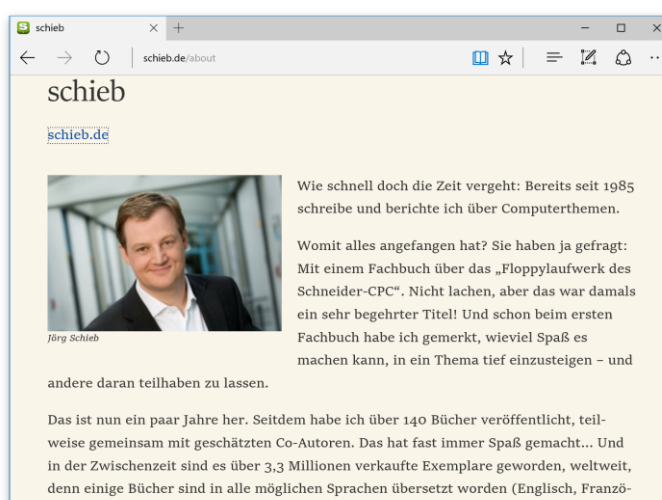 schieb
schieb.de/about
schieb
schieb.de
Wie schnell doch die Zeit vergeht: Bereits seit 1985
schreibe und berichte ich über Computerthemen.
Womit alles angefangen hat? Sie haben ja gefragt:
Mit einem Fachbuch über das „Floppylaufwerk des
Schneider-CPC“. Nicht lachen, aber das war damals
ein sehr begehrter Titel! Und schon beim ersten
Fachbuch habe ich gemerkt, wieviel Spaß es
machen kann, in ein Thema tief einzusteigen – und
Jörg Schieb
andere daran teilhaben zu lassen.
Das ist nun ein paar Jahre her. Seitdem habe ich über 140 Bücher veröffentlicht, teil-
weise gemeinsam mit geschätzten Co-Autoren. Das hat fast immer Spaß gemacht... Und
in der Zwischenzeit sind es über 3,3 Millionen verkaufte Exemplare geworden, weltweit,
denn einige Bücher sind in alle möglichen Sprachen übersetzt worden (Englisch, Franzö-